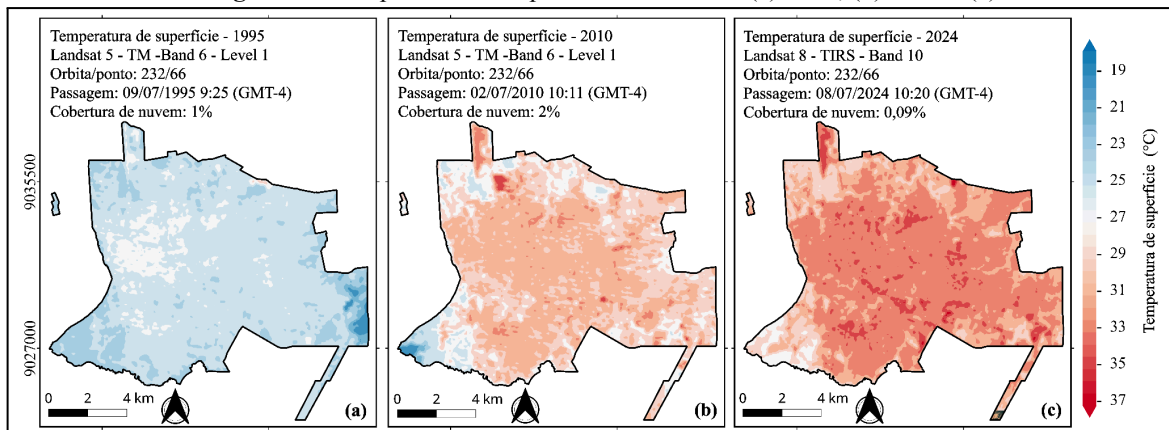 Temperatura de superfície - 1995
Landsat 5 - TM -Band 6 - Level 1
Orbita/ponto: 232/66
Passagem: 09/07/1995 9:25 (GMT-4)
Cobertura de nuvem: 1%
Temperatura de superfície - 2010
Landsat 5 - TM -Band 6 - Level 1
Orbita/ponto: 232/66
Passagem: 02/07/2010 10:11 (GMT-4)
Cobertura de nuvem: 2%
Temperatura de superfície - 2024
Landsat 8 - TIRS - Band 10
Orbita/ponto: 232/66
Passagem: 08/07/2024 10:20 (GMT-4)
Cobertura de nuvem: 0,09%
9035500
9027000
0 2 4 km
(a)
0 2 4 km
(b)
0 2 4 km
(c)
19
21
23
25
27
29
31
33
35
37
Temperatura de superfície (°C)